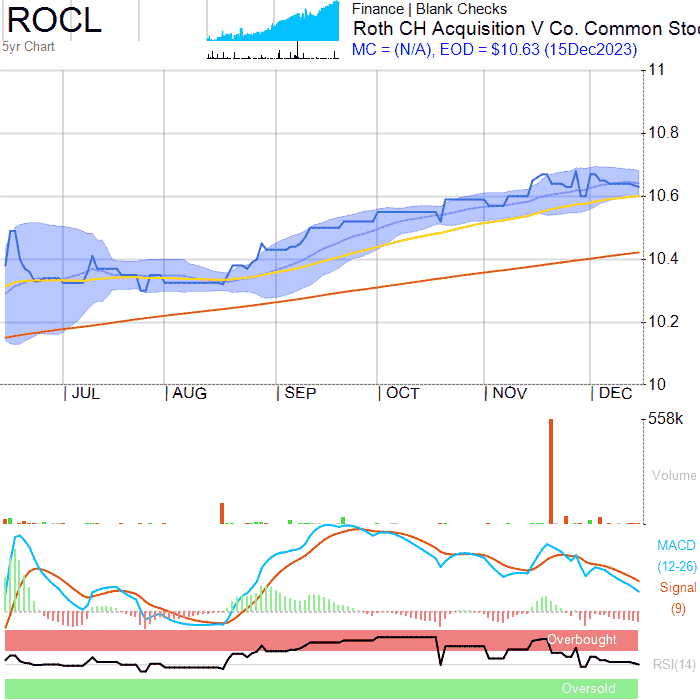 ROCL
5yr Chart
Finance | Blank Checks
Roth CH Acquisition V Co. Common Sto
MC = (N/A), EOD = $10.63 (15Dec2023)
11
10.8
10.6
10.4
10.2
10
JUL AUG SEP OCT NOV DEC
558k
Volume
MACD
(12-26)
Signal
(9)
Overbought
RSI(14)
Oversold